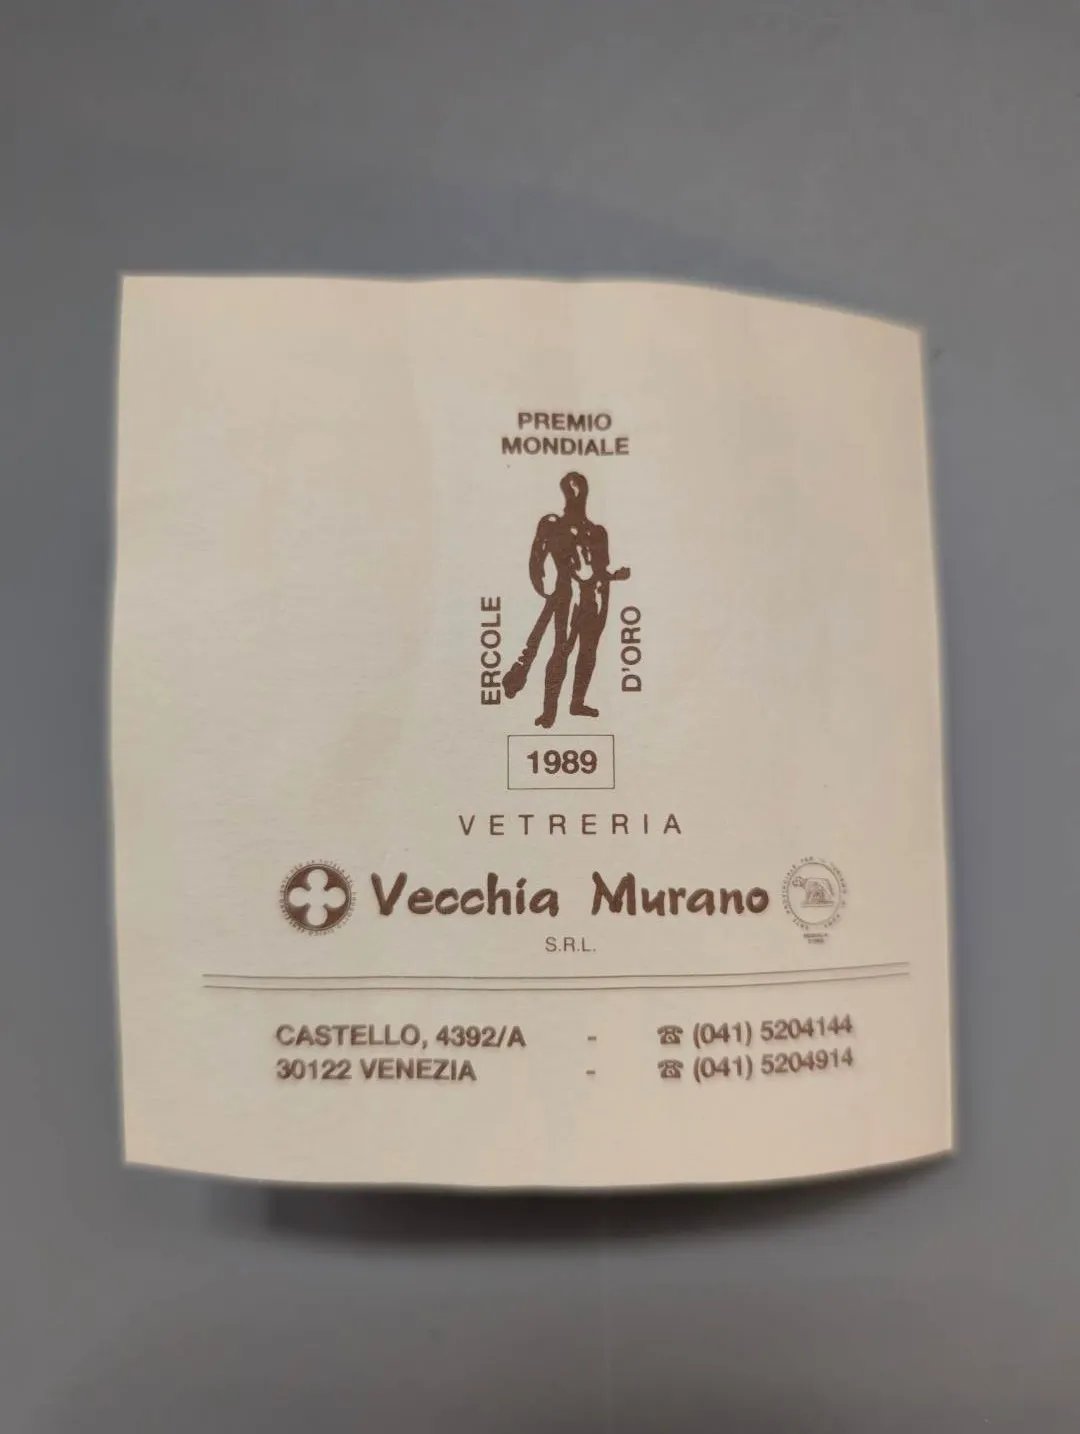 PREMIO
MONDIALE
ERCOLE
D'ORO
1989
VETRERIA
Vecchia Murano
S.R.L.
CASTELLO, 4392/A - ☎ (041) 5204144
30122 VENEZIA - ☎ (041) 5204914